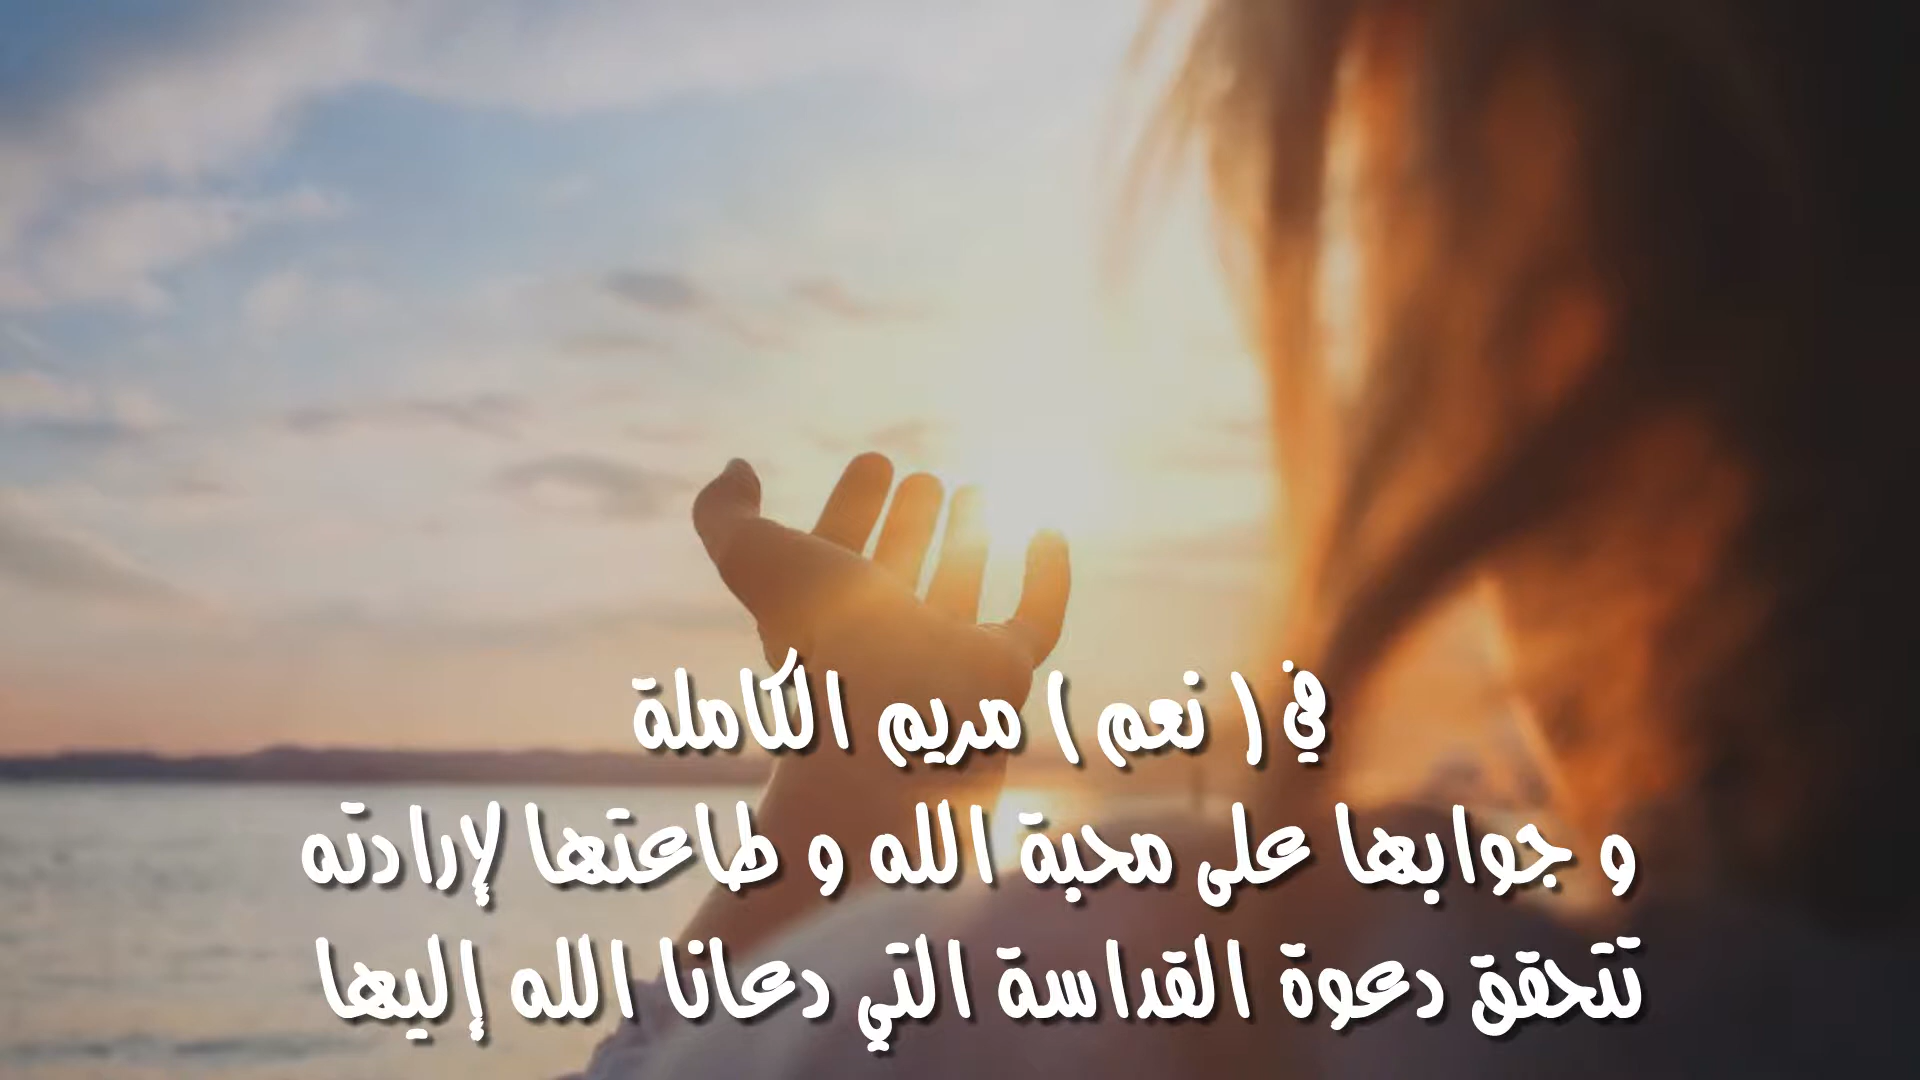 في ( نعم ) مريم الكاملة
و جوابها على محبة الله و طاعتها لإرادته
تتحقق دعوة القداسة التي دعانا الله إليها